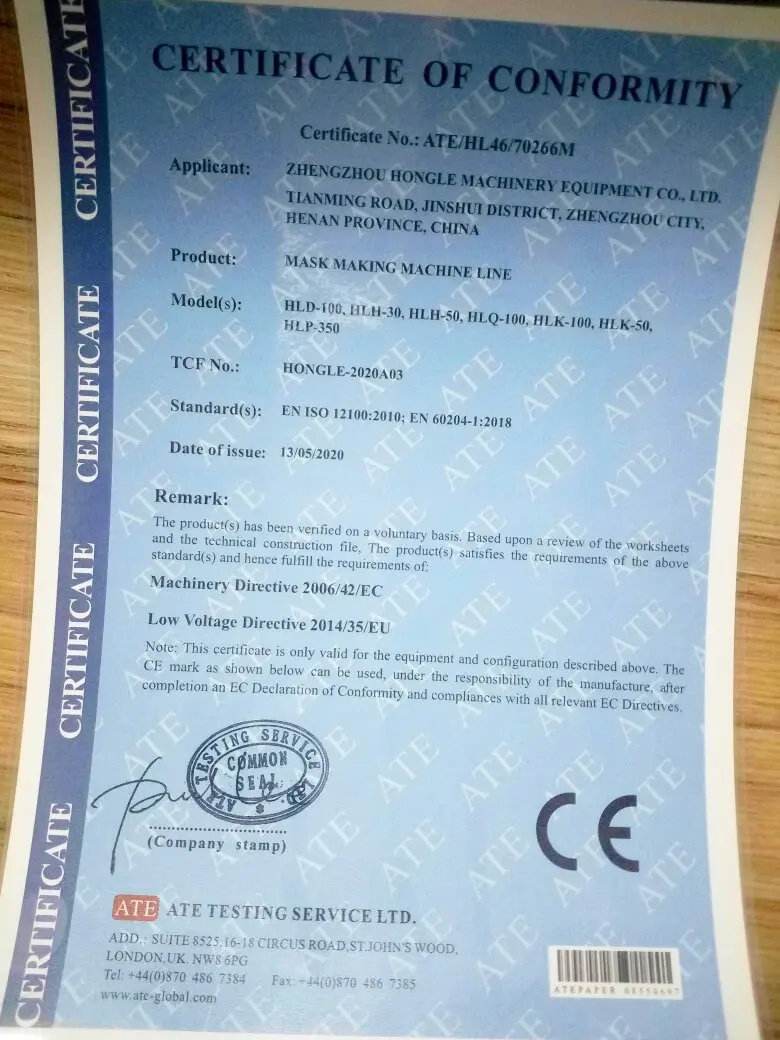 CERTIFICATE OF CONFORMITY
Certificate No.: ATE/HL46/70266M
Applicant: ZHENGZHOU HONGLE MACHINERY EQUIPMENT CO., LTD.
TIANMING ROAD, JINSHUI DISTRICT, ZHENGZHOU CITY,
HENAN PROVINCE, CHINA
Product: MASK MAKING MACHINE LINE
Model(s): HLD-100, HLH-30, HLH-50, HLQ-100, HLK-100, HLK-50,
HLP-350
TCF No.: HONGLE-2020A03
Standard(s): EN ISO 12100:2010; EN 60204-1:2018
Date of issue: 13/05/2020
Remark:
The product(s) has been verified on a voluntary basis. Based upon a review of the worksheets
and the technical construction file, The product(s) satisfies the requirements of the above
standard(s) and hence fulfill the requirements of:
Machinery Directive 2006/42/EC
Low Voltage Directive 2014/35/EU
Note: This certificate is only valid for the equipment and configuration described above. The
CE mark as shown below can be used, under the responsibility of the manufacture, after
completion an EC Declaration of Conformity and compliances with all relevant EC Directives.
ATE TESTING SERVICE LTD.
COMMON
SEAL
(Company stamp)
CE
ATE ATE TESTING SERVICE LTD.
ADD.: SUITE 8525,16-18 CIRCUS ROAD,ST.JOHN'S WOOD,
LONDON,UK. NW8 6PG
Tel: +44(0)870 486 7384 Fax: +44(0)870 486 7385
www.ate-global.com
ATEPAPER
CERTIFICATE CERTIFICATE CERTIFICATE CERTIFICATE